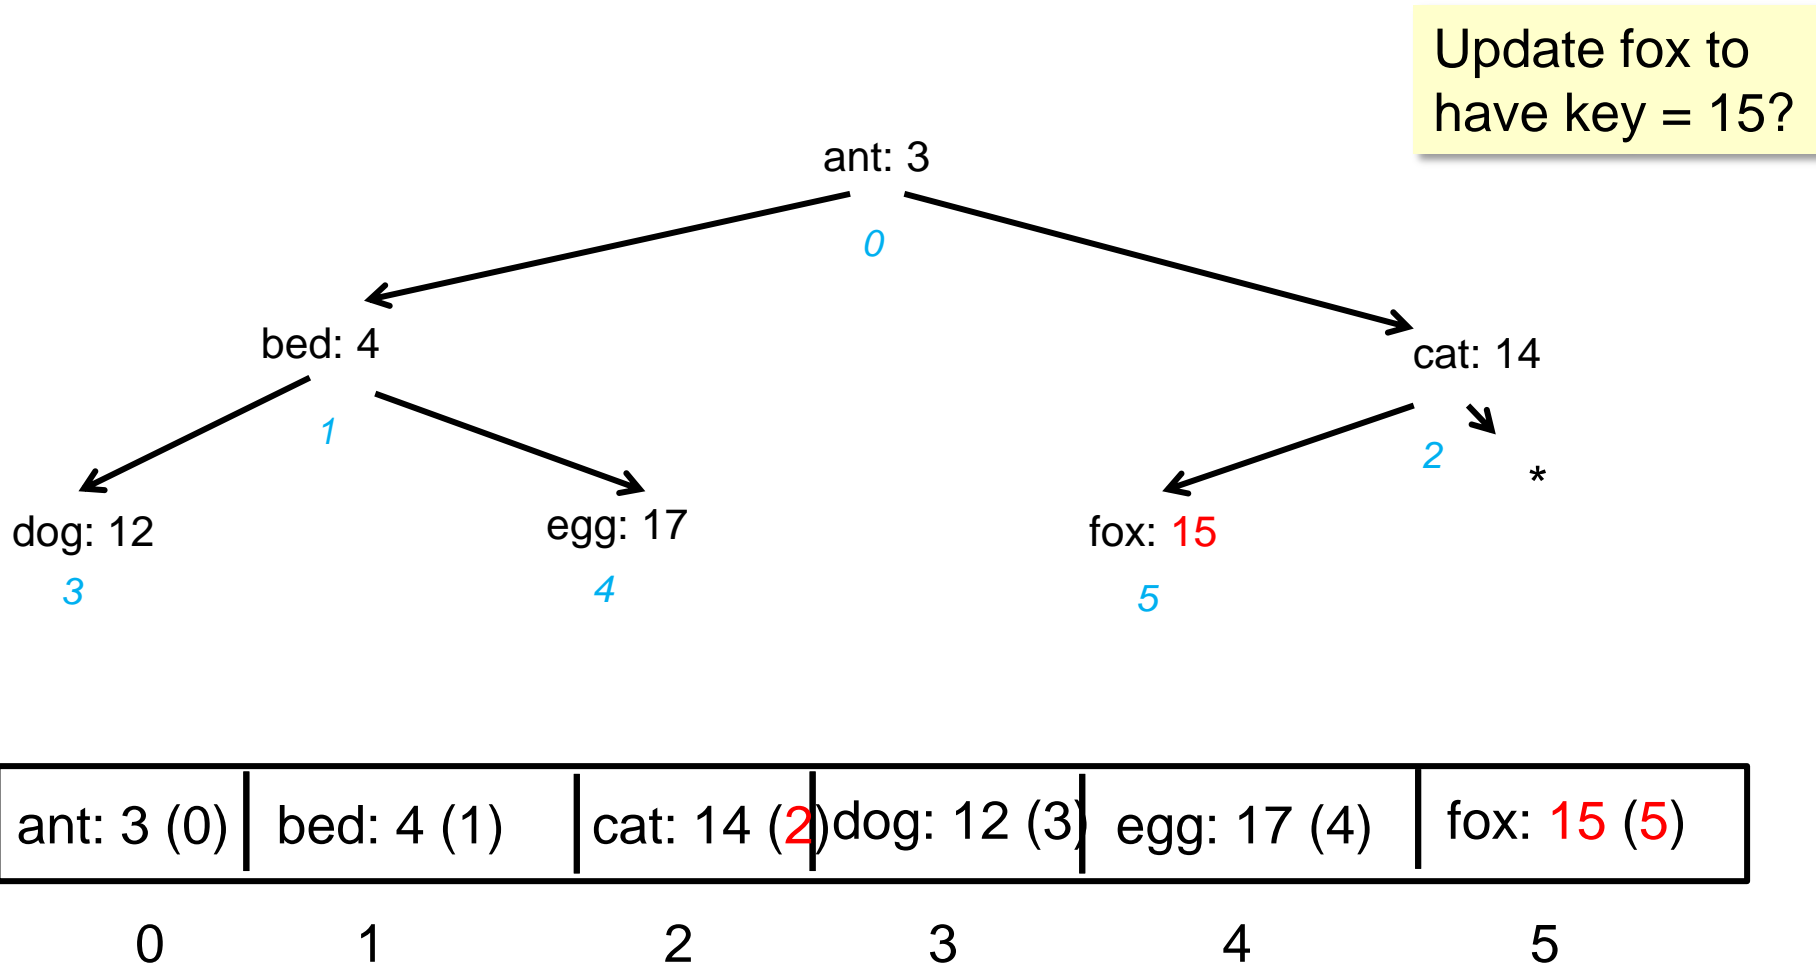 Update fox to
have key = 15?
ant: 3
0
bed: 4
cat: 14
1
2
*
dog: 12
egg: 17
fox: 15
3
4
5
ant: 3 (0)
bed: 4 (1)
cat: 14 (2)
dog: 12 (3)
egg: 17 (4)
fox: 15 (5)
0
1
2
3
4
5